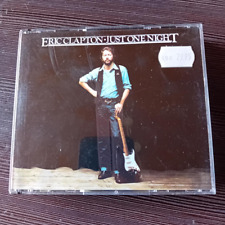 ERIC CLAPTON • JUST ONE NIGHT